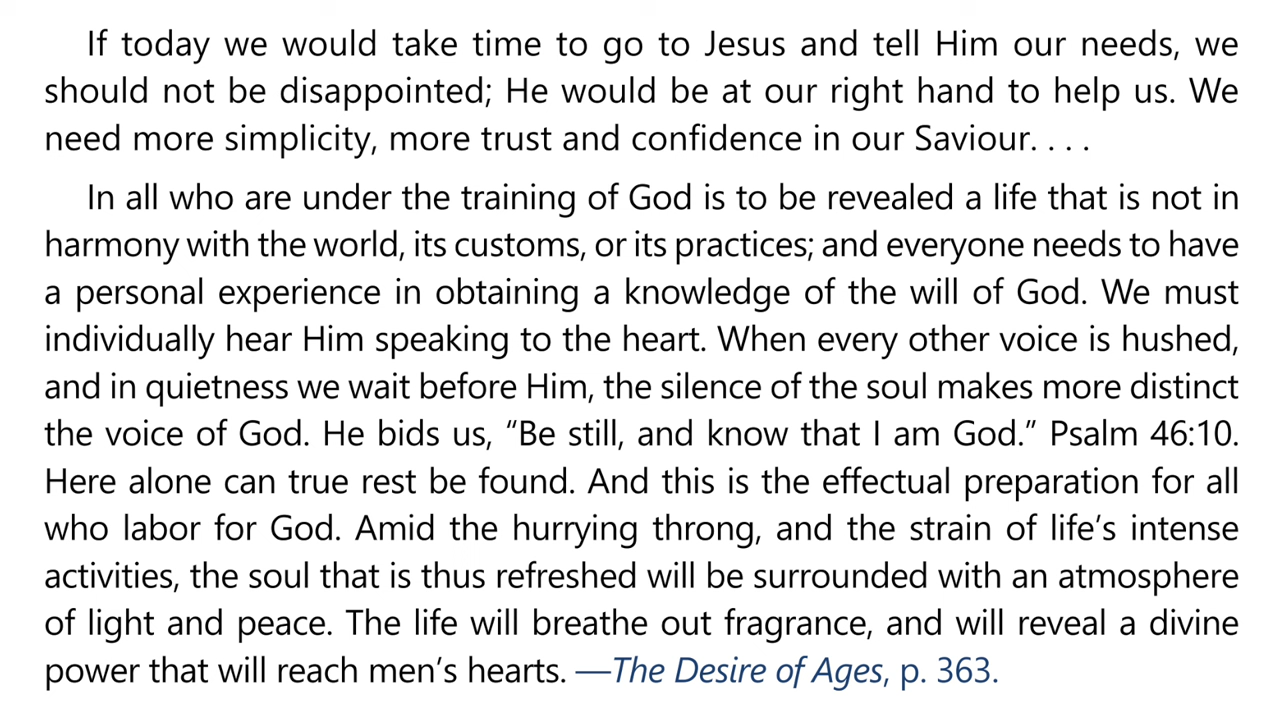 If today we would take time to go to Jesus and tell Him our needs, we
should not be disappointed; He would be at our right hand to help us. We
need more simplicity, more trust and confidence in our Saviour. . . .
In all who are under the training of God is to be revealed a life that is not in
harmony with the world, its customs, or its practices; and everyone needs to have
a personal experience in obtaining a knowledge of the will of God. We must
individually hear Him speaking to the heart. When every other voice is hushed,
and in quietness we wait before Him, the silence of the soul makes more distinct
the voice of God. He bids us, “Be still, and know that I am God.” Psalm 46:10.
Here alone can true rest be found. And this is the effectual preparation for all
who labor for God. Amid the hurrying throng, and the strain of life’s intense
activities, the soul that is thus refreshed will be surrounded with an atmosphere
of light and peace. The life will breathe out fragrance, and will reveal a divine
power that will reach men’s hearts. —The Desire of Ages, p. 363.